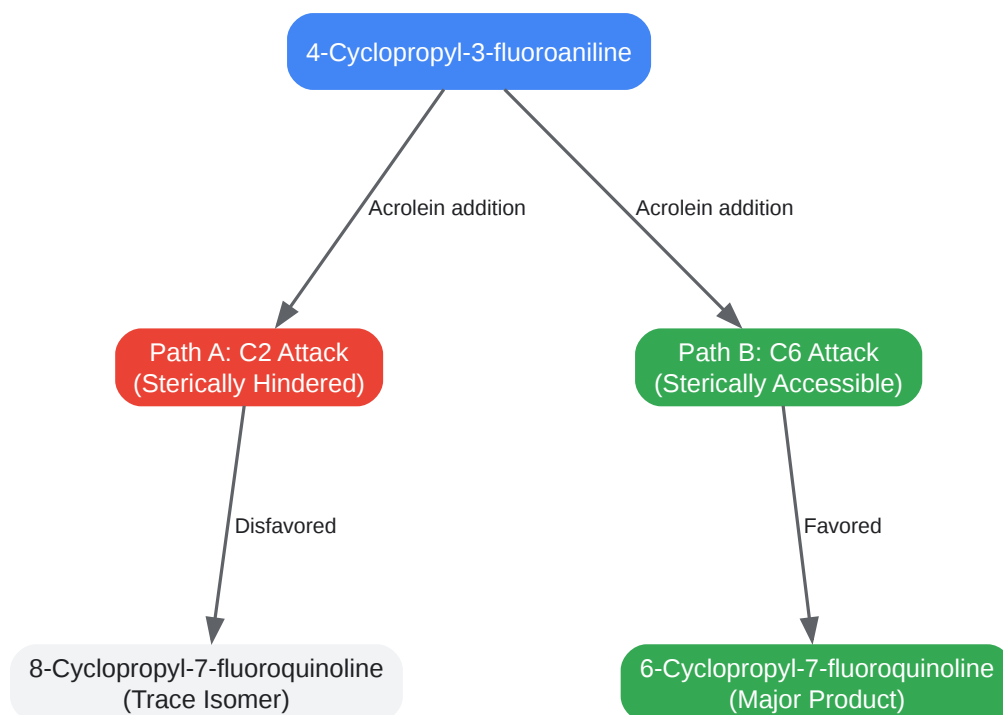 4-Cyclopropyl-3-fluoroaniline
Acrolein addition
Acrolein addition
Path A: C2 Attack
(Sterically Hindered)
Path B: C6 Attack
(Sterically Accessible)
Disfavored
Favored
8-Cyclopropyl-7-fluoroquinoline
(Trace Isomer)
6-Cyclopropyl-7-fluoroquinoline
(Major Product)